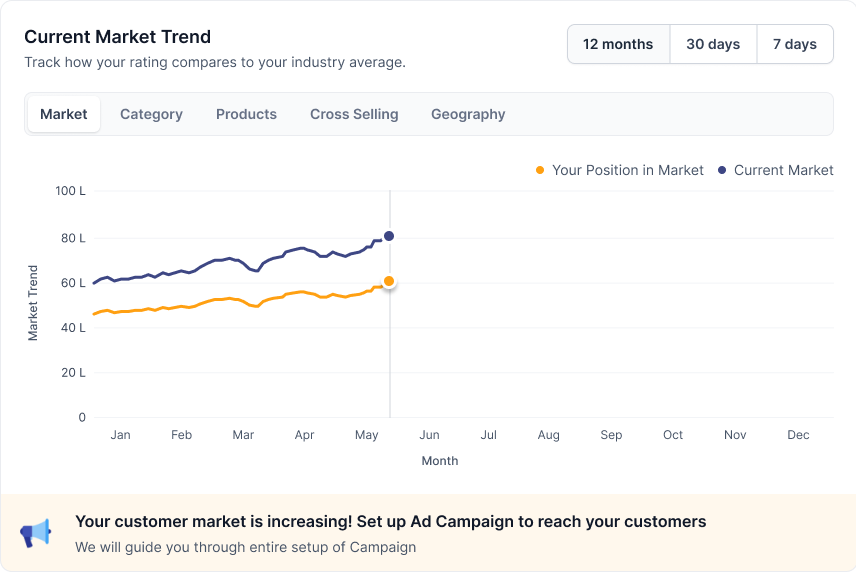 Current Market Trend
Track how your rating compares to your industry average.
12 months
30 days
7 days
Market
Category
Products
Cross Selling
Geography
Your Position in Market
Current Market
100 L
80 L
60 L
40 L
20 L
0
Market Trend
Jan
Feb
Mar
Apr
May
Jun
Jul
Aug
Sep
Oct
Nov
Dec
Month
Your customer market is increasing! Set up Ad Campaign to reach your customers
We will guide you through entire setup of Campaign